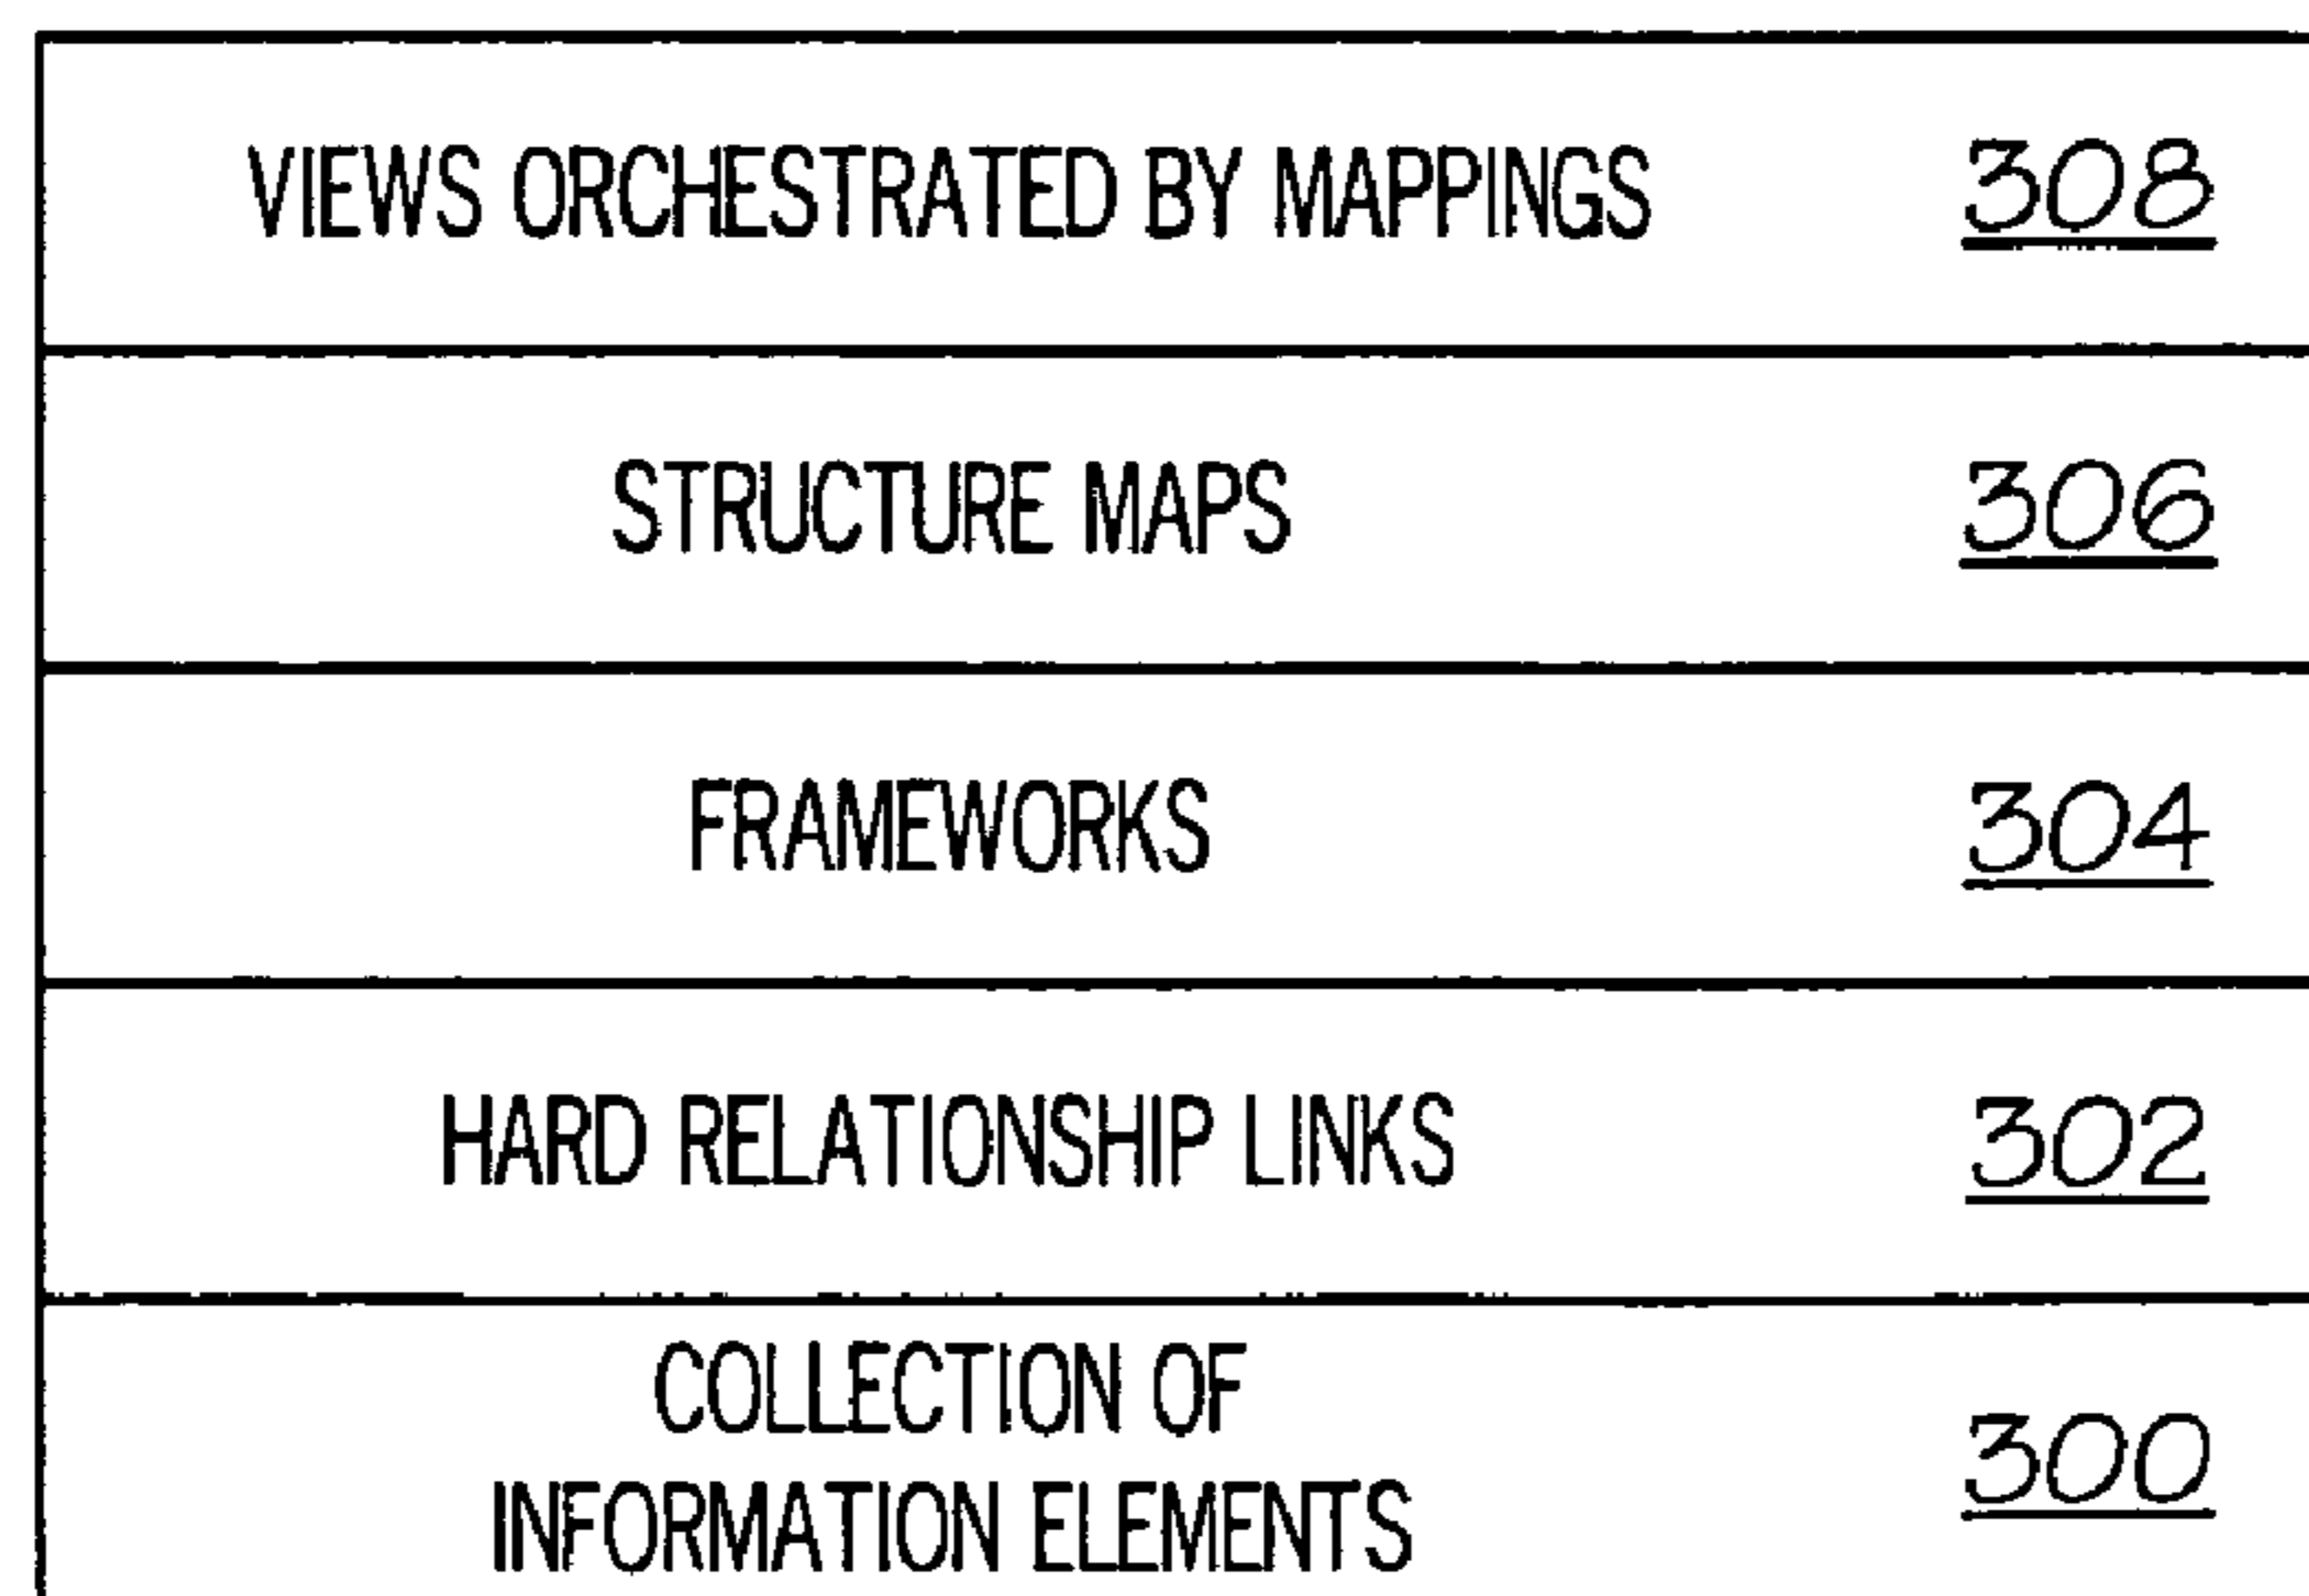 VIEWS ORCHESTRATED BY MAPPINGS 308
STRUCTURE MAPS 306
FRAMEWORKS 304
HARD RELATIONSHIP LINKS 302
COLLECTION OF
INFORMATION ELEMENTS 300